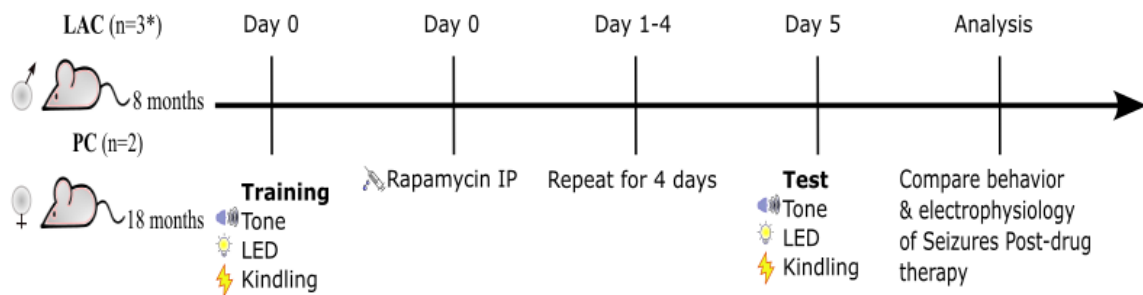 LAC (n=3*)
8 months
PC (n=2)
18 months
Day 0
Training
Tone
LED
Kindling
Day 0
Rapamycin IP
Day 1-4
Repeat for 4 days
Day 5
Test
Tone
LED
Kindling
Analysis
Compare behavior
& electrophysiology
of Seizures Post-drug
therapy